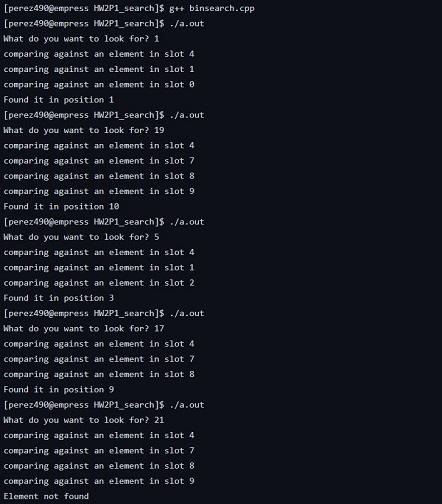 [perez490@empress HW2P1_search]$ g++ binsearch.cpp
[perez490@empress HW2P1_search]$ ./a.out
What do you want to look for? 1
comparing against an element in slot 4
comparing against an element in slot 1
comparing against an element in slot 0
Found it in position 1
[perez490@empress HW2P1_search]$ ./a.out
What do you want to look for? 19
comparing against an element in slot 4
comparing against an element in slot 7
comparing against an element in slot 8
comparing against an element in slot 9
Found it in position 10
[perez490@empress HW2P1_search]$ ./a.out
What do you want to look for? 5
comparing against an element in slot 4
comparing against an element in slot 1
comparing against an element in slot 2
Found it in position 3
[perez490@empress HW2P1_search]$ ./a.out
What do you want to look for? 17
comparing against an element in slot 4
comparing against an element in slot 7
comparing against an element in slot 8
Found it in position 9
[perez490@empress HW2P1_search]$ ./a.out
What do you want to look for? 21
comparing against an element in slot 4
comparing against an element in slot 7
comparing against an element in slot 8
comparing against an element in slot 9
Element not found